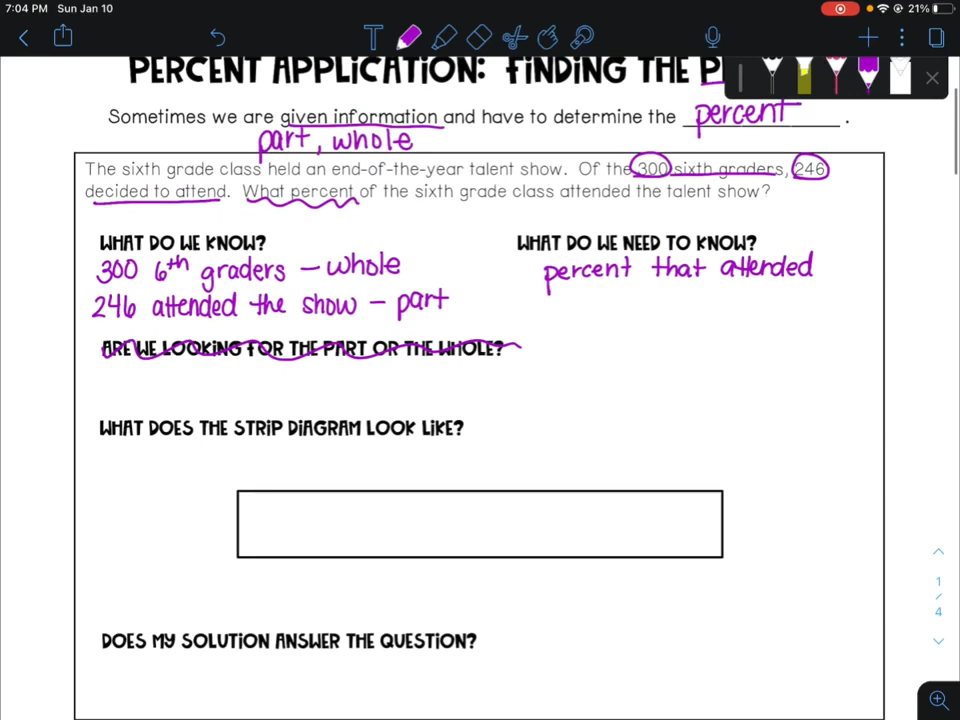 7:04 PM Sun Jan 10
21%
PERCENT APPLICATION: FINDING THE P
Sometimes we are given information and have to determine the percent.
part, whole
The sixth grade class held an end-of-the-year talent show. Of the 300 sixth graders, 246
decided to attend. What percent of the sixth grade class attended the talent show?
WHAT DO WE KNOW?
300 6th graders - whole
246 attended the show - part
WHAT DO WE NEED TO KNOW?
percent that attended
ARE WE LOOKING FOR THE PART OR THE WHOLE?
WHAT DOES THE STRIP DIAGRAM LOOK LIKE?
1
/
4
DOES MY SOLUTION ANSWER THE QUESTION?